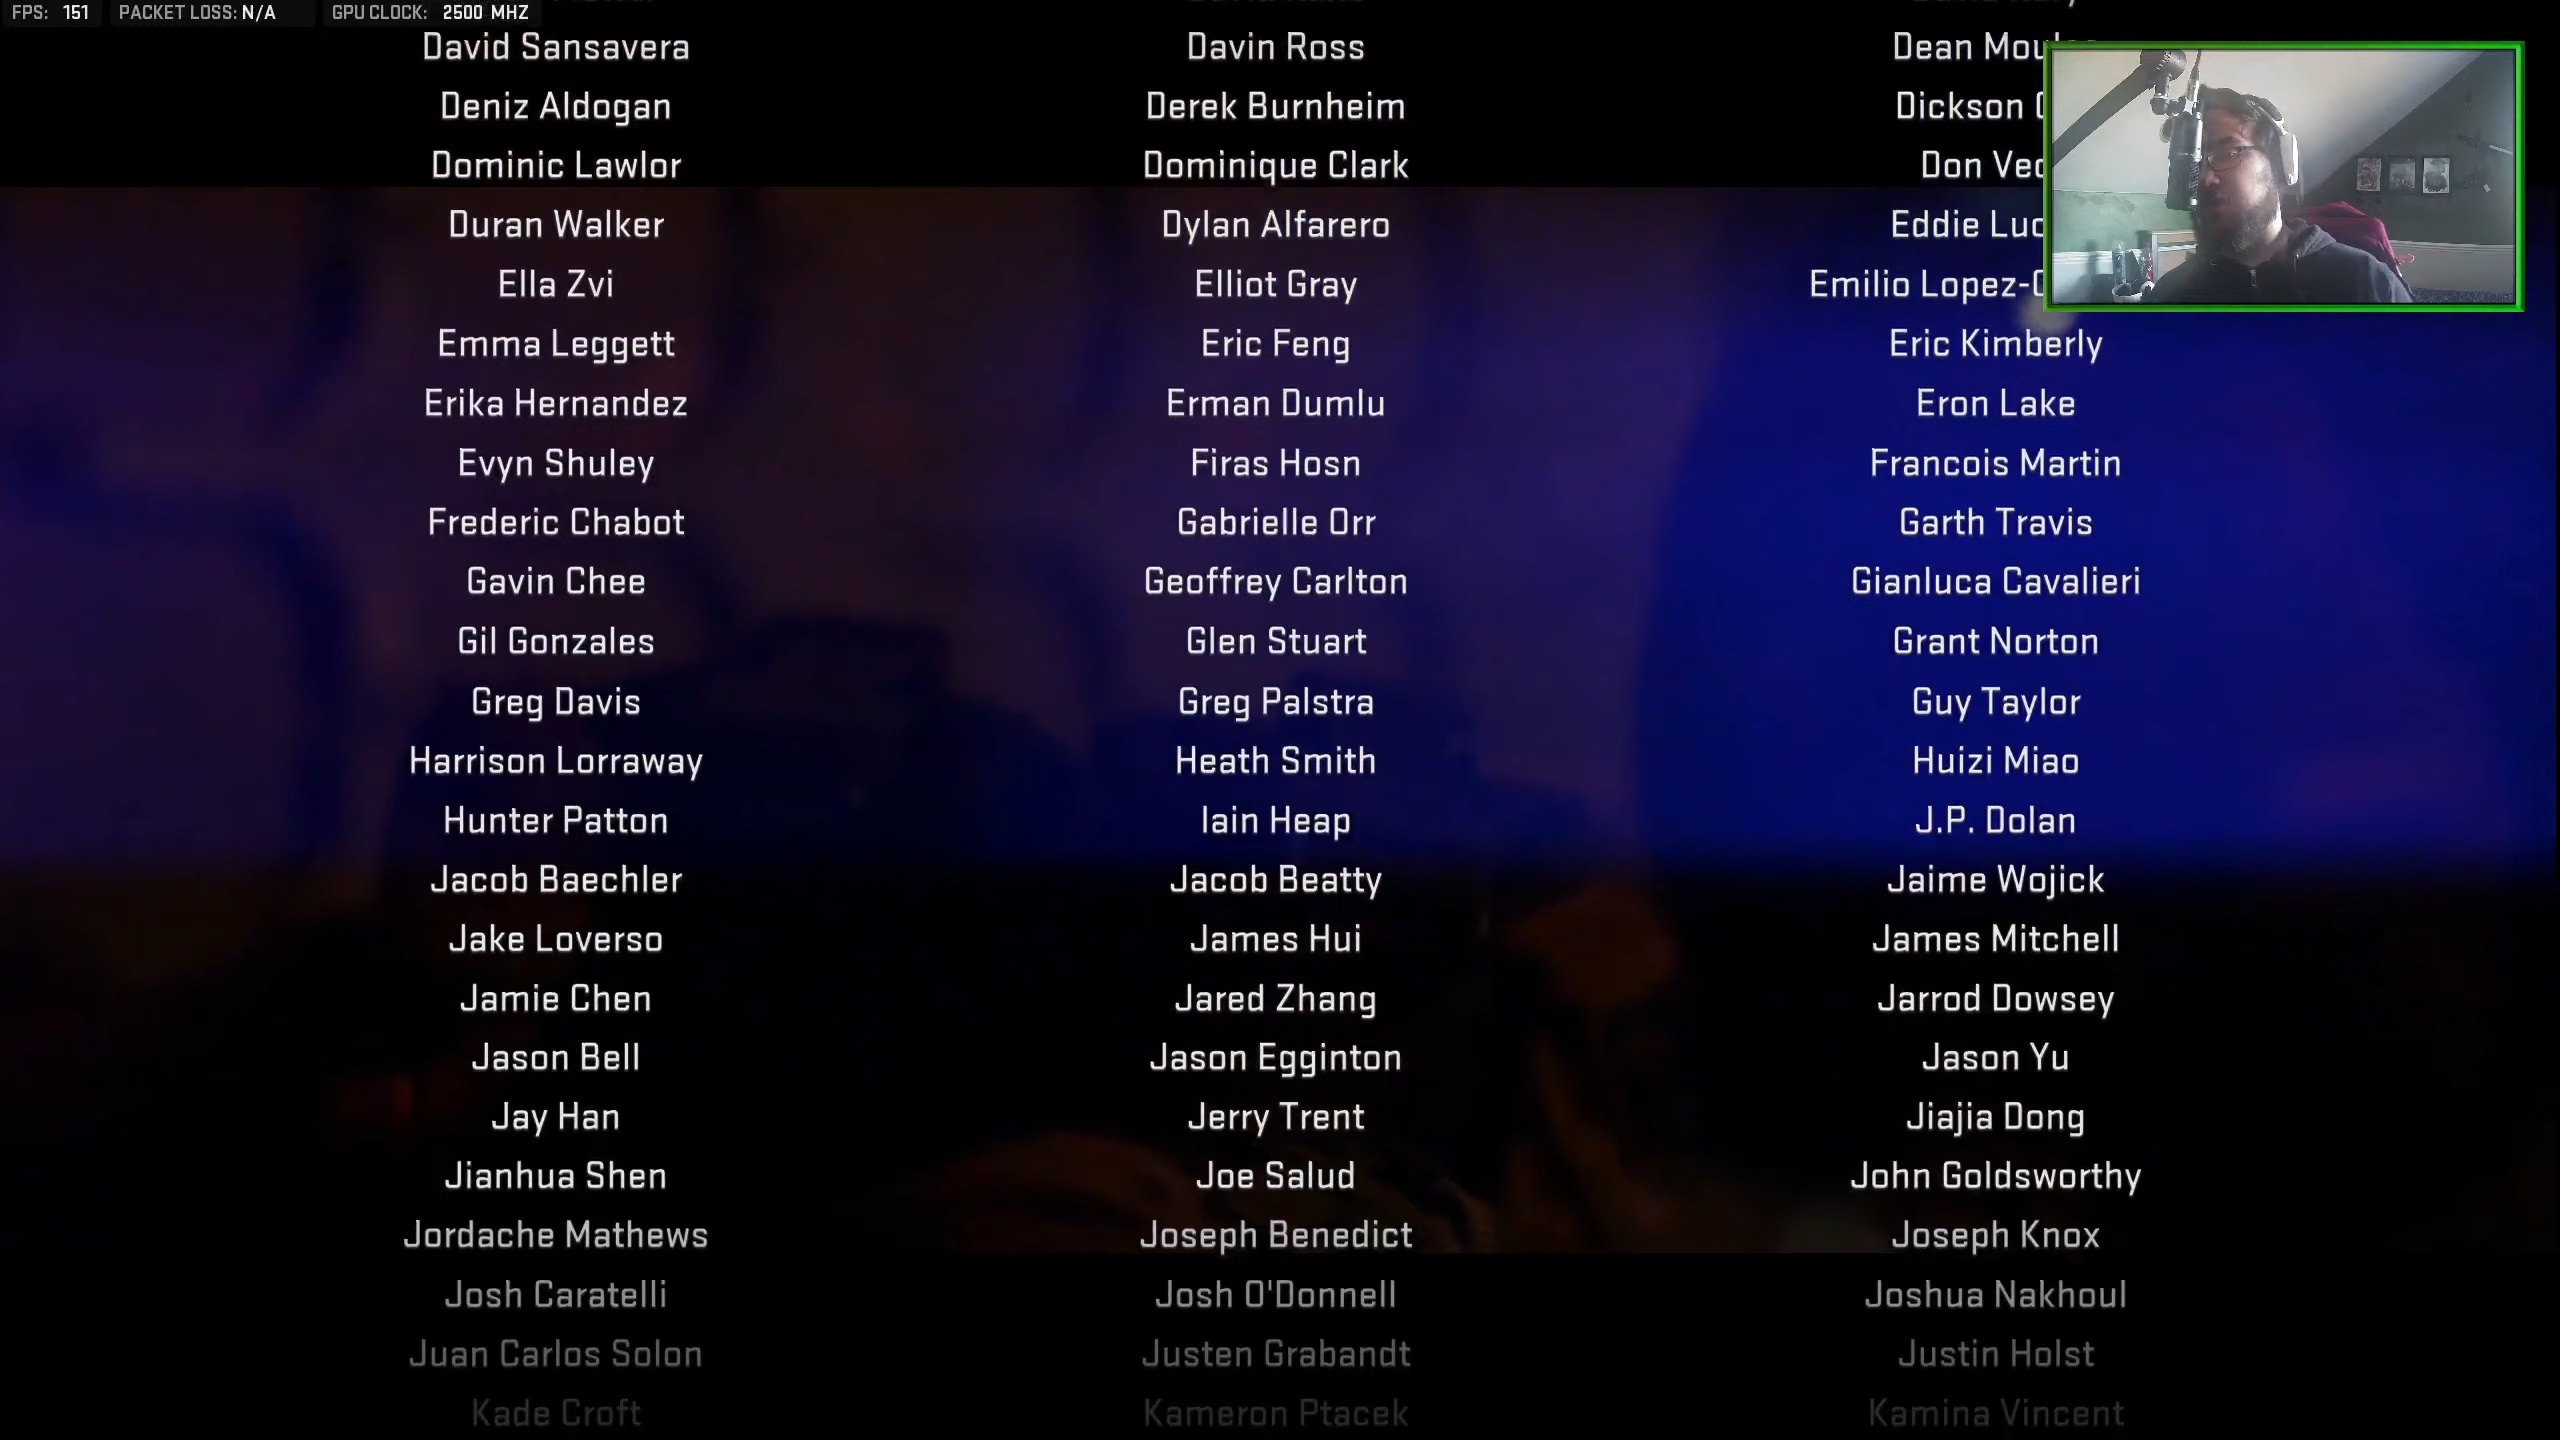 FPS: 151 PACKET LOSS: N/A GPU CLOCK: 2500 MHZ
David Sansavera Davin Ross Dean
Deniz Aldogan Derek Burnheim Dickson
Dominic Lawlor Dominique Clark Don
Duran Walker Dylan Alfarero Eddie
Ella Zvi Elliot Gray Emilio
Emma Leggett Eric Feng Eric Kimberly
Erika Hernandez Erman Dumlu Eron Lake
Evyn Shuley Firas Hosn Francois Martin
Frederic Chabot Gabrielle Orr Garth Travis
Gavin Chee Geoffrey Carlton Gianluca Cavalieri
Gil Gonzales Glen Stuart Grant Norton
Greg Davis Greg Palstra Guy Taylor
Harrison Lorraway Heath Smith Huizi Miao
Hunter Patton Iain Heap J.P. Dolan
Jacob Baechler Jacob Beatty Jaime Wojick
Jake Loverso James Hui James Mitchell
Jamie Chen Jared Zhang Jarrod Dowsey
Jason Bell Jason Egginton Jason Yu
Jay Han Jerry Trent Jiajia Dong
Jianhua Shen Joe Salud John Goldsworthy
Jordache Mathews Joseph Benedict Joseph Knox
Josh Caratelli Josh O'Donnell Joshua Nakhoul
Juan Carlos Solon Justen Grabandt Justin Holst
Kade Croft Kameron Ptacek Kamina Vincent